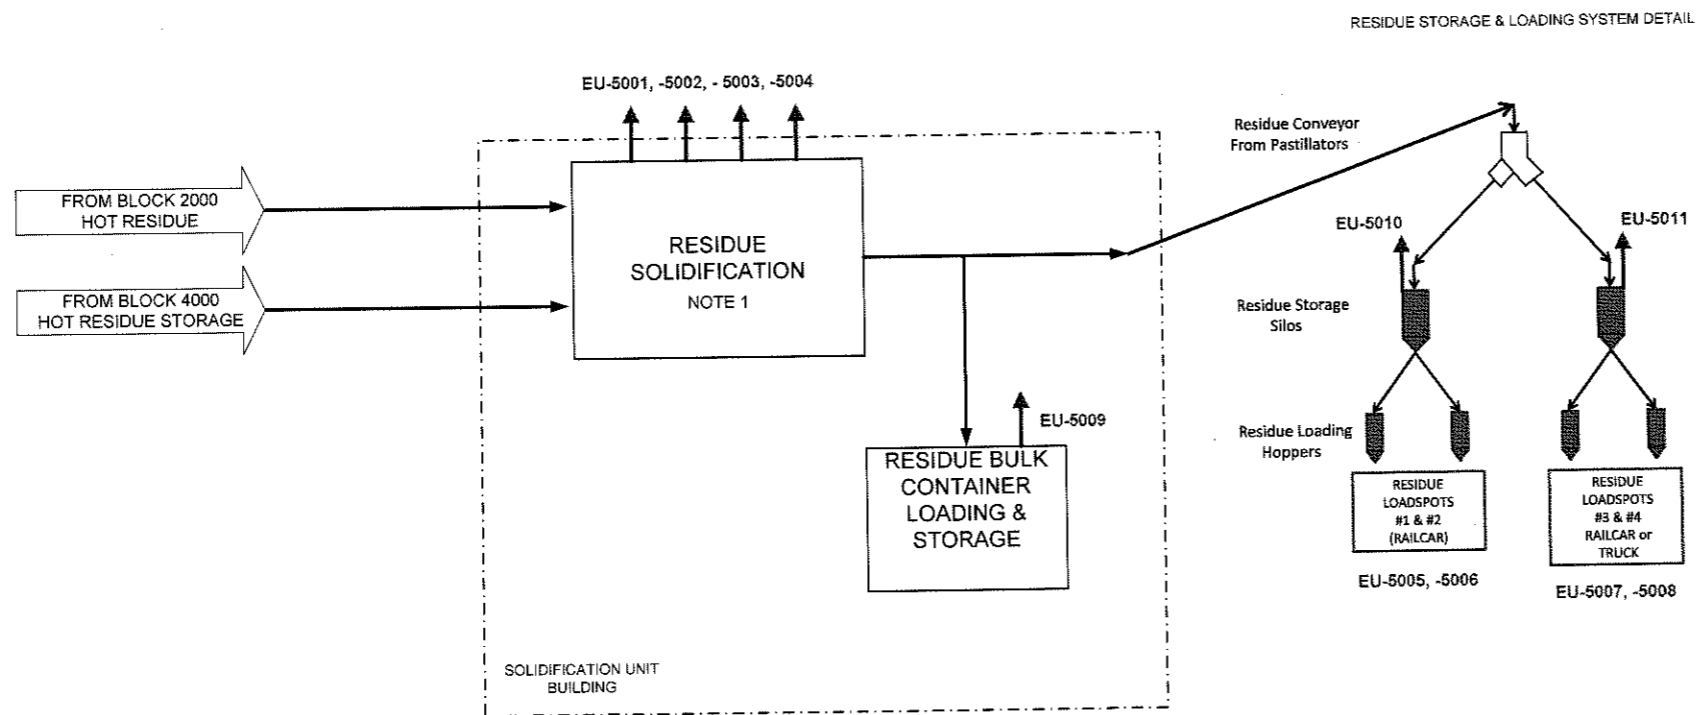 RESIDUE STORAGE & LOADING SYSTEM DETAIL
EU-5001, -5002, - 5003, -5004
FROM BLOCK 2000
HOT RESIDUE
FROM BLOCK 4000
HOT RESIDUE STORAGE
RESIDUE
SOLIDIFICATION
NOTE 1
EU-5009
RESIDUE BULK
CONTAINER
LOADING &
STORAGE
SOLIDIFICATION UNIT
BUILDING
Residue Conveyor
From Pastillators
EU-5010
EU-5011
Residue Storage
Silos
Residue Loading
Hoppers
RESIDUE
LOADSPOTS
#1 & #2
(RAILCAR)
EU-5005, -5006
RESIDUE
LOADSPOTS
#3 & #4
RAILCAR or
TRUCK
EU-5007, -5008